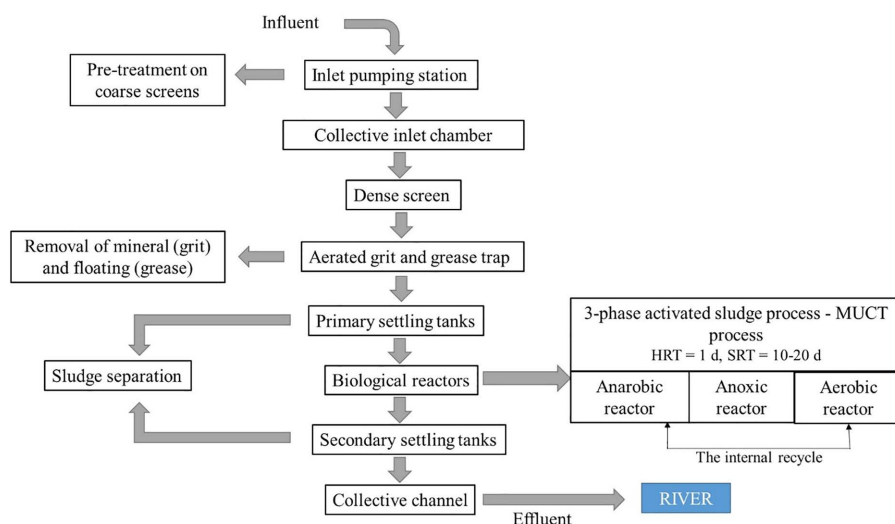 Influent
Pre-treatment on
coarse screens
Inlet pumping station
Collective inlet chamber
Dense screen
Removal of mineral (grit)
and floating (grease)
Aerated grit and grease trap
Primary settling tanks
3-phase activated sludge process - MUCT
process
HRT = 1 d, SRT = 10-20 d
Sludge separation
Biological reactors
Anarobic
reactor
Anoxic
reactor
Aerobic
reactor
Secondary settling tanks
The internal recycle
Collective channel
Effluent
RIVER